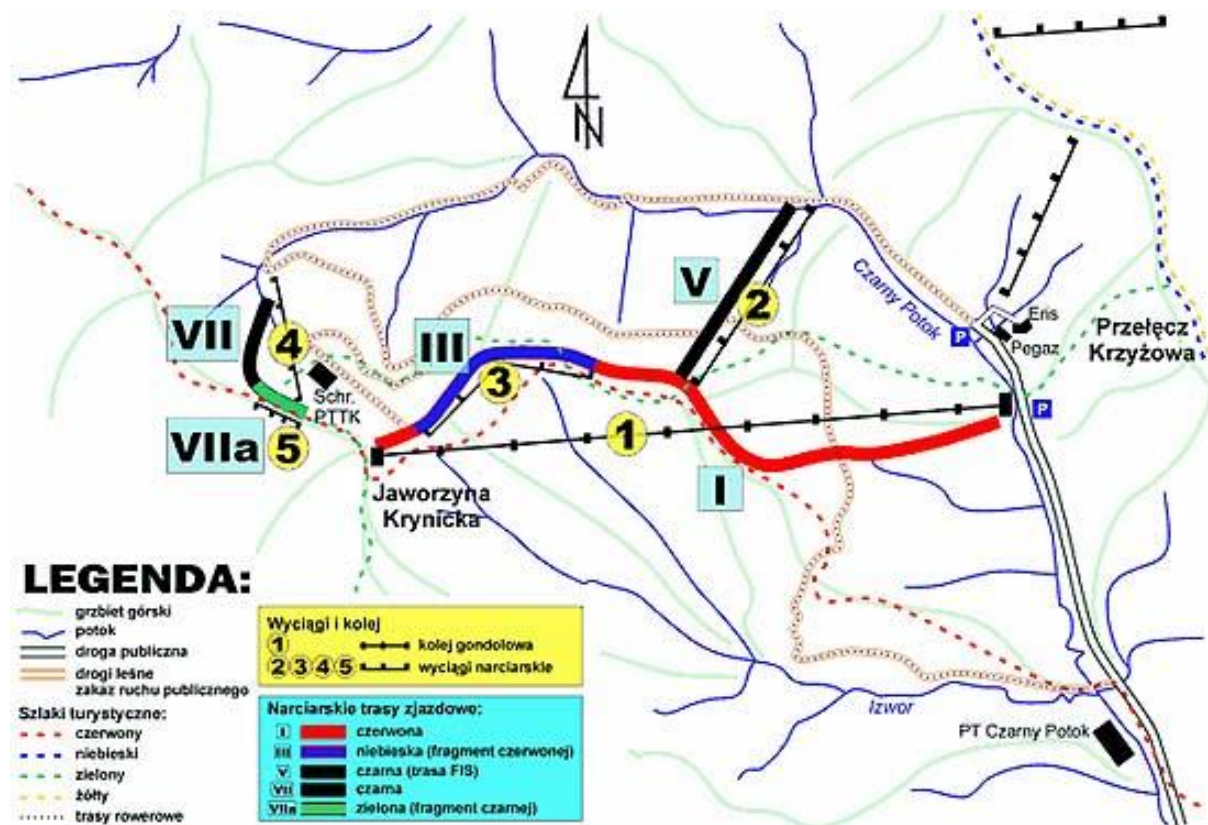 N
Czarny
Potok
V
2
VII
4
III
3
Schr.
PTTK
VIIa
5
1
I
P
P
Eris
Pegaz
Przełęcz
Krzyżowa
Jaworzyna
Krynicka
Izwor
PT Czarny Potok
LEGENDA:
grzbiet górski
potok
droga publiczna
drogi leśne
zakaz ruchu publicznego
Szlaki turystyczne:
czerwony
niebieski
zielony
żółty
trasy rowerowe
Wyciągi i kolej
1 kolej gondolowa
2 3 4 5 wyciągi narciarskie
Narciarskie trasy zjazdowe:
I czerwona
III niebieska (fragment czerwonej)
V czarna (trasa FIS)
VII czarna
VIIa zielona (fragment czarnej)